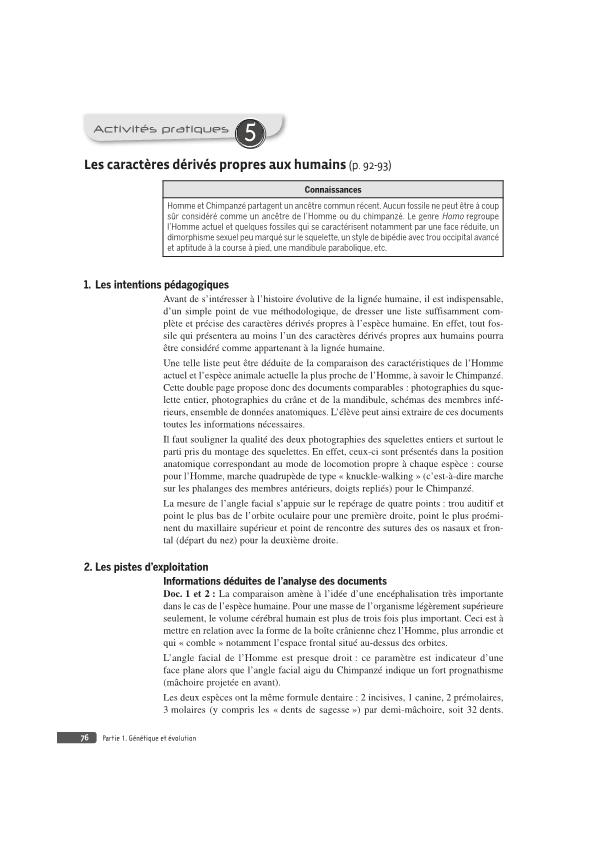 Activités pratiques 5
Les caractères dérivés propres aux humains (p. 92-93)
Connaissances
Homme et Chimpanzé partagent un ancêtre commun récent. Aucun fossile ne peut être à coup
sûr considéré comme un ancêtre de l'Homme ou du chimpanzé. Le genre Homo regroupe
l'Homme actuel et quelques fossiles qui se caractérisent notamment par une face réduite, un
dimorphisme sexuel peu marqué sur le squelette, un style de bipédie avec trou occipital avancé
et aptitude à la course à pied, une mandibule parabolique, etc.
1. Les intentions pédagogiques
Avant de s'intéresser à l'histoire évolutive de la lignée humaine, il est indispensable,
d'un simple point de vue méthodologique, de dresser une liste suffisamment com-
plète et précise des caractères dérivés propres à l'espèce humaine. En effet, tout fos-
sile qui présentera au moins l'un des caractères dérivés propres aux humains pourra
être considéré comme appartenant à la lignée humaine.
Une telle liste peut être déduite de la comparaison des caractéristiques de l'Homme
actuel et l'espèce animale actuelle la plus proche de l'Homme, à savoir le Chimpanzé.
Cette double page propose donc des documents comparables : photographies du sque-
lette entier, photographies du crâne et de la mandibule, schémas des membres infé-
rieurs, ensemble de données anatomiques. L'élève peut ainsi extraire de ces documents
toutes les informations nécessaires.
Il faut souligner la qualité des deux photographies des squelettes entiers et surtout le
parti pris du montage des squelettes. En effet, ceux-ci sont présentés dans la position
anatomique correspondant au mode de locomotion propre à chaque espèce : course
pour l'Homme, marche quadrupède de type « knuckle-walking » (c'est-à-dire marche
sur les phalanges des membres antérieurs, doigts repliés) pour le Chimpanzé.
La mesure de l'angle facial s'appuie sur le repérage de quatre points : trou auditif et
point le plus bas de l'orbite oculaire pour une première droite, point le plus proémi-
nent du maxillaire supérieur et point de rencontre des sutures des os nasaux et fron-
tal (départ du nez) pour la deuxième droite.
2. Les pistes d'exploitation
Informations déduites de l'analyse des documents
Doc. 1 et 2 : La comparaison amène à l'idée d'une encéphalisation très importante
dans le cas de l'espèce humaine. Pour une masse de l'organisme légèrement supérieure
seulement, le volume cérébral humain est plus de trois fois plus important. Ceci est à
mettre en relation avec la forme de la boîte crânienne chez l'Homme, plus arrondie et
qui « comble » notamment l'espace frontal situé au-dessus des orbites.
L'angle facial de l'Homme est presque droit : ce paramètre est indicateur d'une
face plane alors que l'angle facial aigu du Chimpanzé indique un fort prognathisme
(mâchoire projetée en avant).
Les deux espèces ont la même formule dentaire : 2 incisives, 1 canine, 2 prémolaires,
3 molaires (y compris les « dents de sagesse ») par demi-mâchoire, soit 32 dents.
76 Partie 1. Génétique et évolution